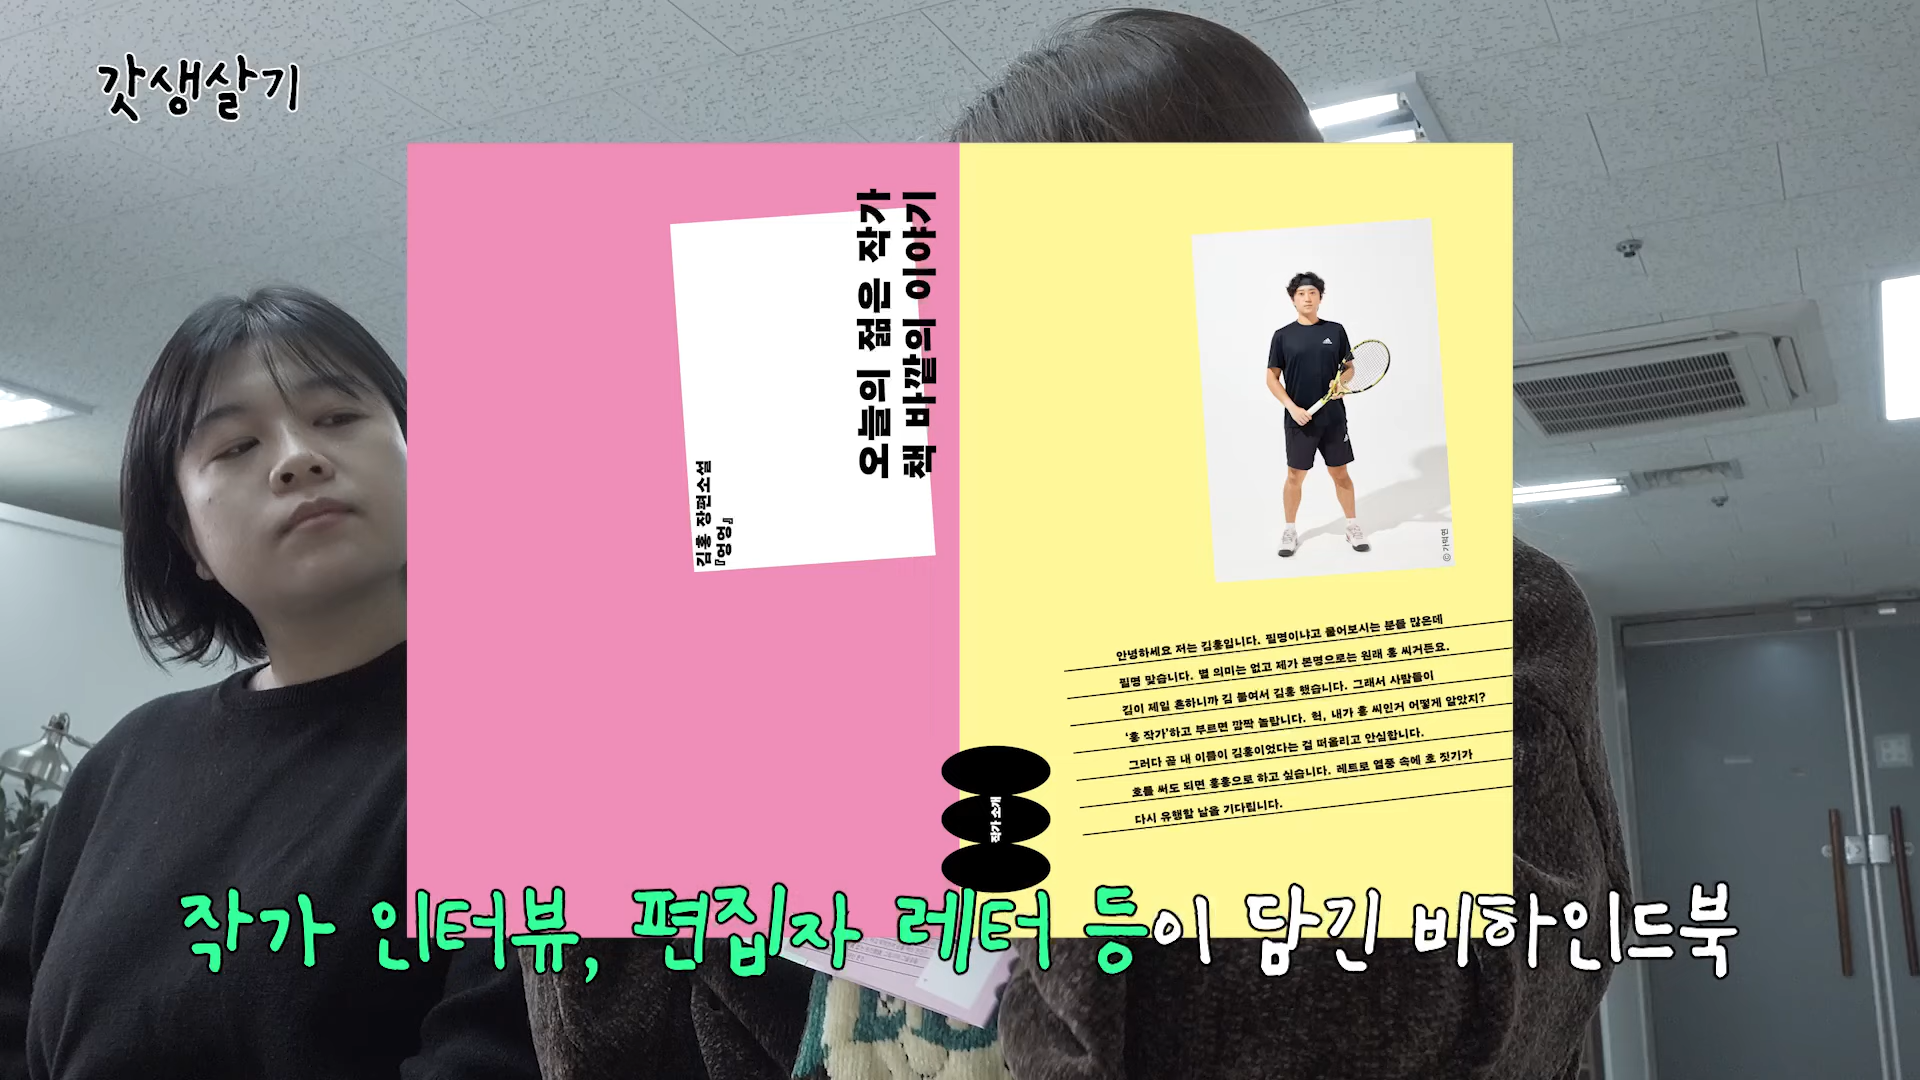 갓생살기
오늘의 젊은 작가
책 바깥의 이야기
김홍 장편소설
『엉엉』
© 가덕면
안녕하세요 저는 김홍입니다. 필명이냐고 물어보시는 분들 많은데
필명 맞습니다. 별 의미는 없고 제가 본명으로는 원래 홍 씨거든요.
김이 제일 흔하니까 김 붙여서 김홍 했습니다. 그래서 사람들이
‘홍 작가’하고 부르면 깜짝 놀랍니다. 헉, 내가 홍 씨인거 어떻게 알았지?
그러다 곧 내 이름이 김홍이었다는 걸 떠올리고 안심합니다.
호를 써도 되면 홍홍으로 하고 싶습니다. 레트로 열풍 속에 호 짓기가
다시 유행할 날을 기다립니다.
작가 소개
작가 인터뷰, 편집자 레터 등이 담긴 비하인드북